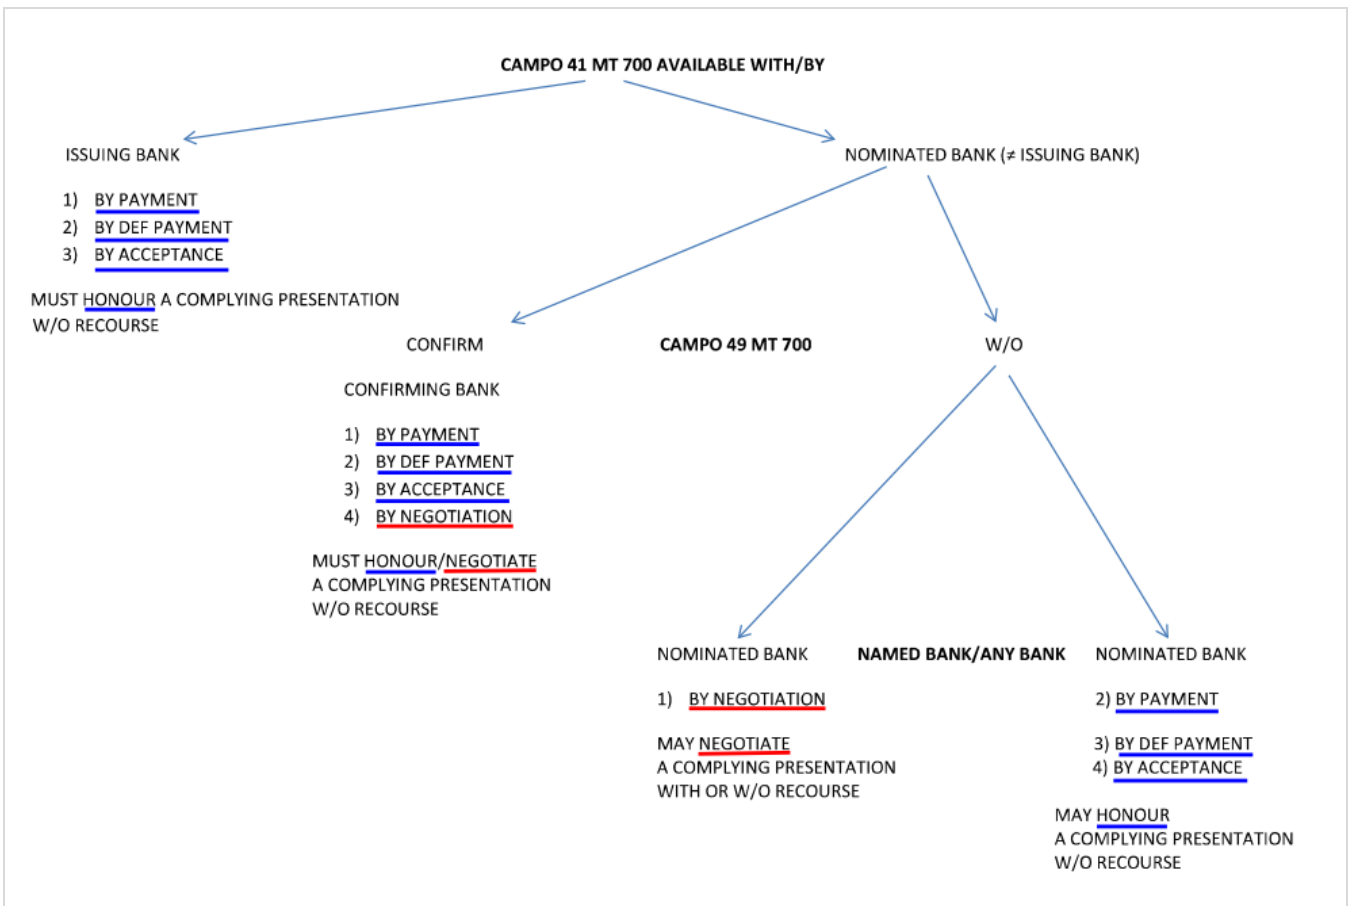 CAMPO 41 MT 700 AVAILABLE WITH/BY
ISSUING BANK
1) BY PAYMENT
2) BY DEF PAYMENT
3) BY ACCEPTANCE
MUST HONOUR A COMPLYING PRESENTATION
W/O RECOURSE
NOMINATED BANK (≠ ISSUING BANK)
CONFIRM
CAMPO 49 MT 700
W/O
CONFIRMING BANK
1) BY PAYMENT
2) BY DEF PAYMENT
3) BY ACCEPTANCE
4) BY NEGOTIATION
MUST HONOUR/NEGOTIATE
A COMPLYING PRESENTATION
W/O RECOURSE
NOMINATED BANK
NAMED BANK/ANY BANK
NOMINATED BANK
1) BY NEGOTIATION
MAY NEGOTIATE
A COMPLYING PRESENTATION
WITH OR W/O RECOURSE
2) BY PAYMENT
3) BY DEF PAYMENT
4) BY ACCEPTANCE
MAY HONOUR
A COMPLYING PRESENTATION
W/O RECOURSE